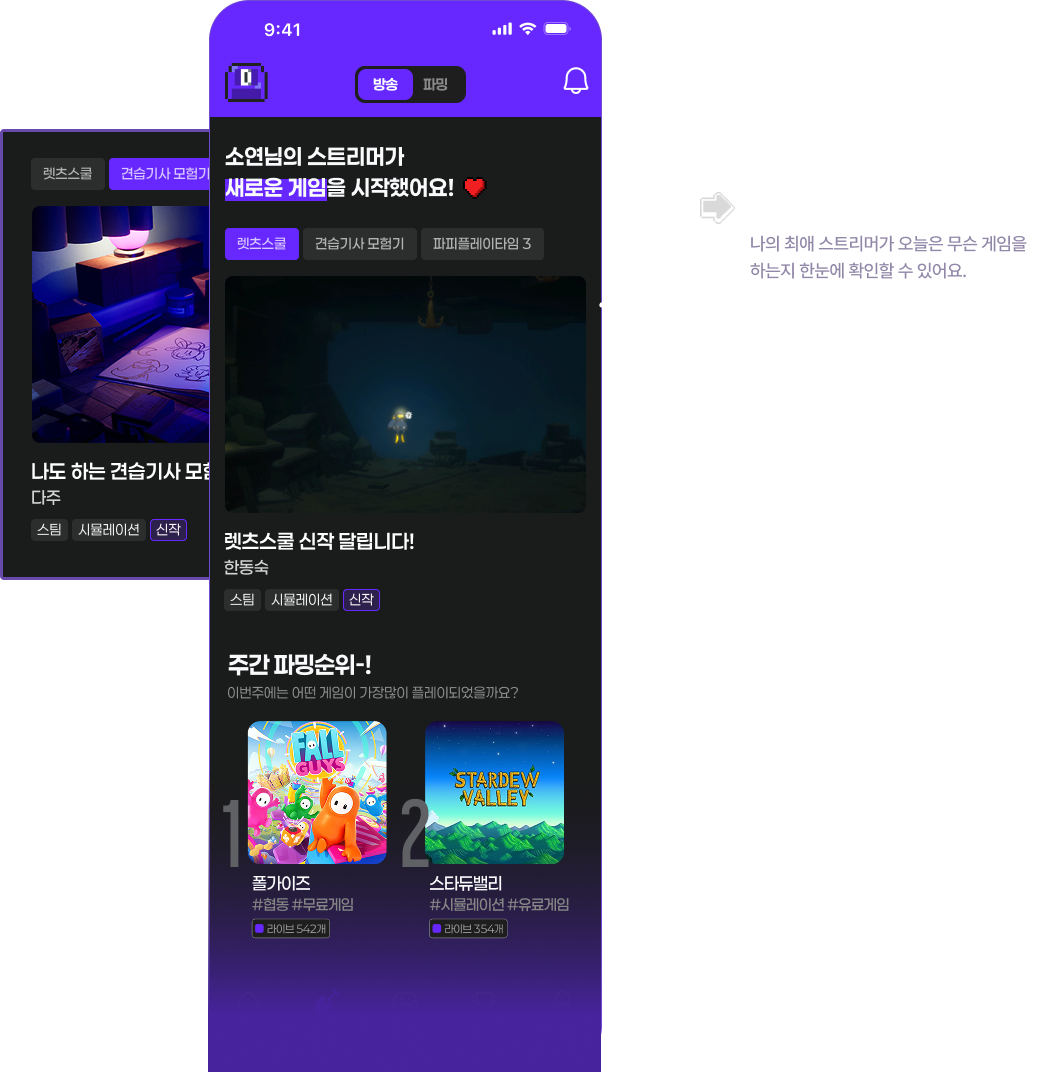 9:41
D
방송 파밍
렛츠스쿨 견습기사 모험기
나도 하는 견습기사 모험
다주
스팀 시뮬레이션 신작
소연님의 스트리머가
새로운 게임을 시작했어요!
렛츠스쿨 견습기사 모험기 파피플레이타임 3
렛츠스쿨 신작 달립니다!
한동숙
스팀 시뮬레이션 신작
주간 파밍순위-!
이번주에는 어떤 게임이 가장많이 플레이되었을까요?
FALL
GUYS
STARDEW
VALLEY
1 2
폴가이즈
#협동 #무료게임
라이브 542개
스타듀밸리
#시뮬레이션 #유료게임
라이브 354개
나의 최애 스트리머가 오늘은 무슨 게임을
하는지 한눈에 확인할 수 있어요.